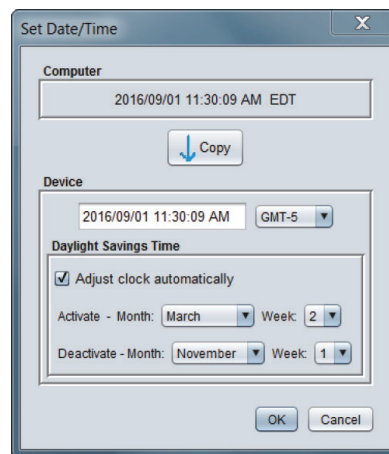 Set Date/Time
X
Computer
2016/09/01 11:30:09 AM EDT
Copy
Device
2016/09/01 11:30:09 AM GMT-5
Daylight Savings Time
Adjust clock automatically
Activate - Month: March Week: 2
Deactivate - Month: November Week: 1
OK Cancel